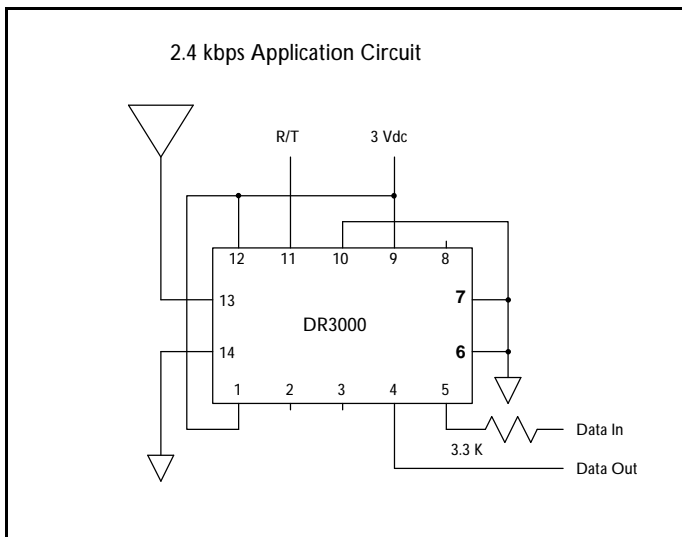 2.4 kbps Application Circuit
R/T 3 Vdc
12 11 10 9 8
13 7
DR3000
14 6
1 2 3 4 5
3.3 K Data In
Data Out